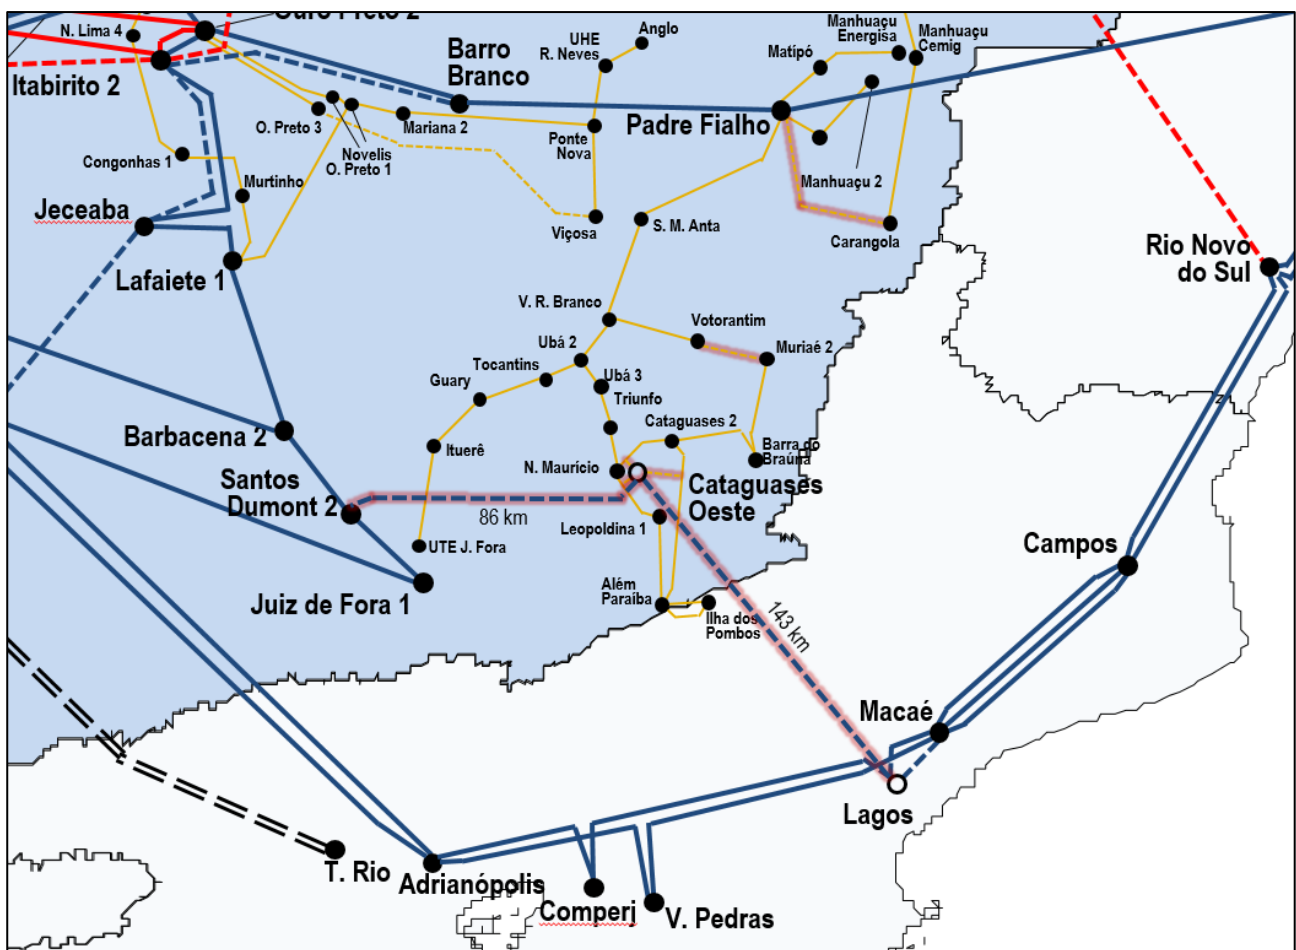 Ouro Preto 2
N. Lima 4
Itabirito 2
Barro
Branco
UHE
R. Neves
Anglo
Manhuaçu
Energisa
Manhuaçu
Cemig
Matipó
Padre Fialho
O. Preto 3
Novelis
O. Preto 1
Mariana 2
Ponte
Nova
Congonhas 1
Murtinho
Manhuaçu 2
Jeceaba
Viçosa
S. M. Anta
Carangola
Rio Novo
do Sul
Lafaiete 1
V. R. Branco
Votorantim
Muriaé 2
Ubá 2
Tocantins
Guary
Ubá 3
Triunfo
Cataguases 2
Barbacena 2
Ituerê
Barra do
Braúna
N. Maurício
Santos
Dumont 2
Cataguases
Oeste
86 km
Leopoldina 1
UTE J. Fora
Campos
Juiz de Fora 1
Além
Paraíba
Ilha dos
Pombos
143 km
Macaé
Lagos
T. Rio
Adrianópolis
Comperj
V. Pedras